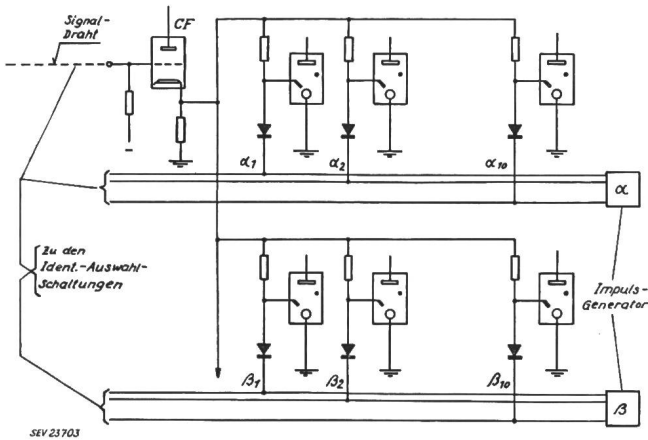 Signal-
Draht
CF
α1
α2
α10
α
Zu den
Ident.-Auswahl-
Schaltungen
Impuls-
Generator
β1
β2
β10
β
SEV 23703